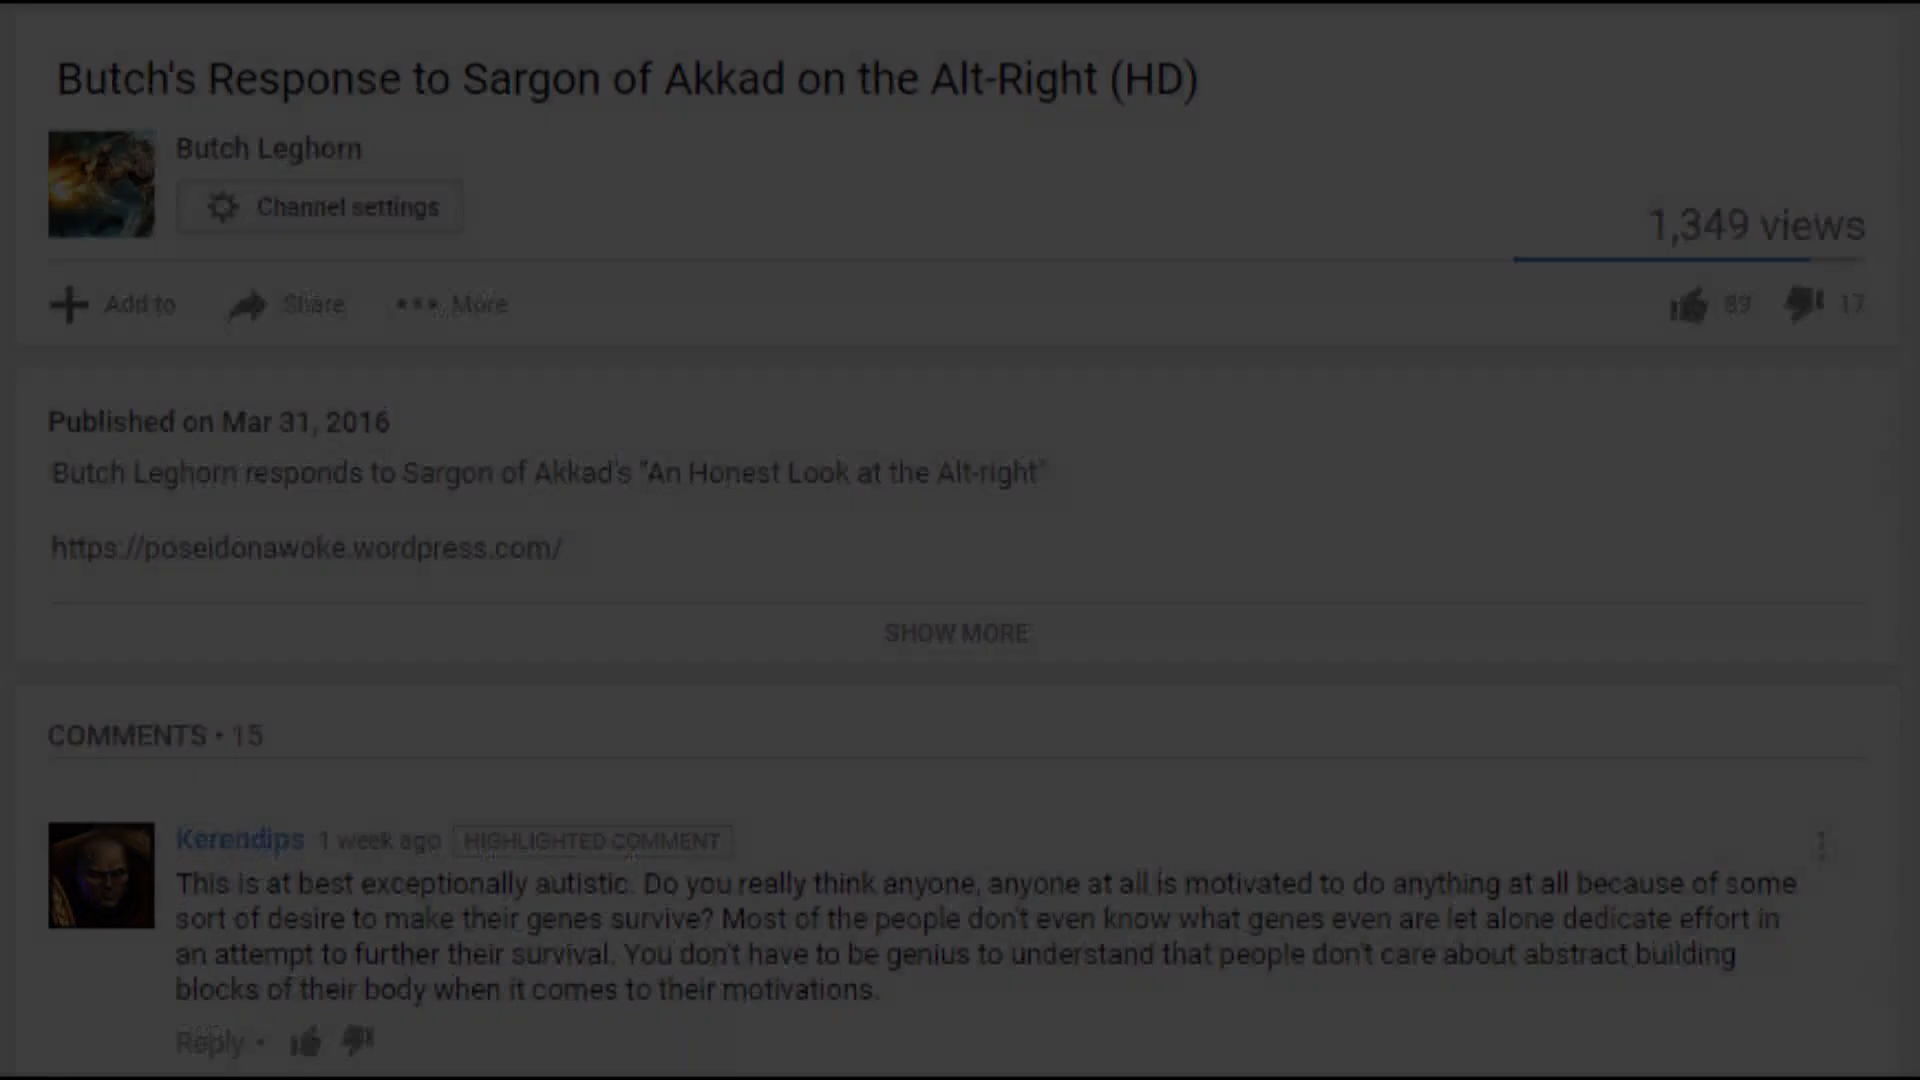 Butch's Response to Sargon of Akkad on the Alt-Right (HD)
Butch Leghorn
Channel settings
1,349 views
Add to Share ••• More 89 17
Published on Mar 31, 2016
Butch Leghorn responds to Sargon of Akkad's "An Honest Look at the Alt-right"
https://poseidonawoke.wordpress.com/
SHOW MORE
COMMENTS • 15
Kerendips 1 week ago HIGHLIGHTED COMMENT
This is at best exceptionally autistic. Do you really think anyone, anyone at all is motivated to do anything at all because of some
sort of desire to make their genes survive? Most of the people don't even know what genes even are let alone dedicate effort in
an attempt to further their survival. You don't have to be genius to understand that people don't care about abstract building
blocks of their body when it comes to their motivations.
Reply •